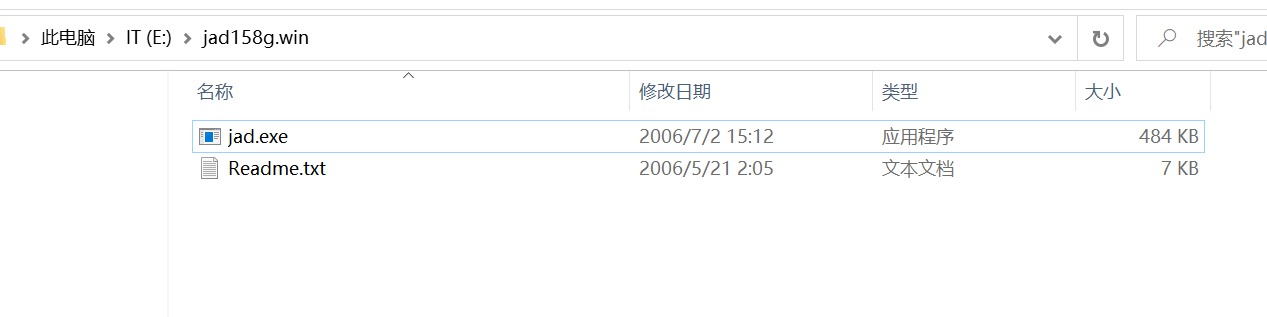 此电脑 > IT (E:) > jad158g.win 搜索"jad
名称 修改日期 类型 大小
jad.exe 2006/7/2 15:12 应用程序 484 KB
Readme.txt 2006/5/21 2:05 文本文档 7 KB